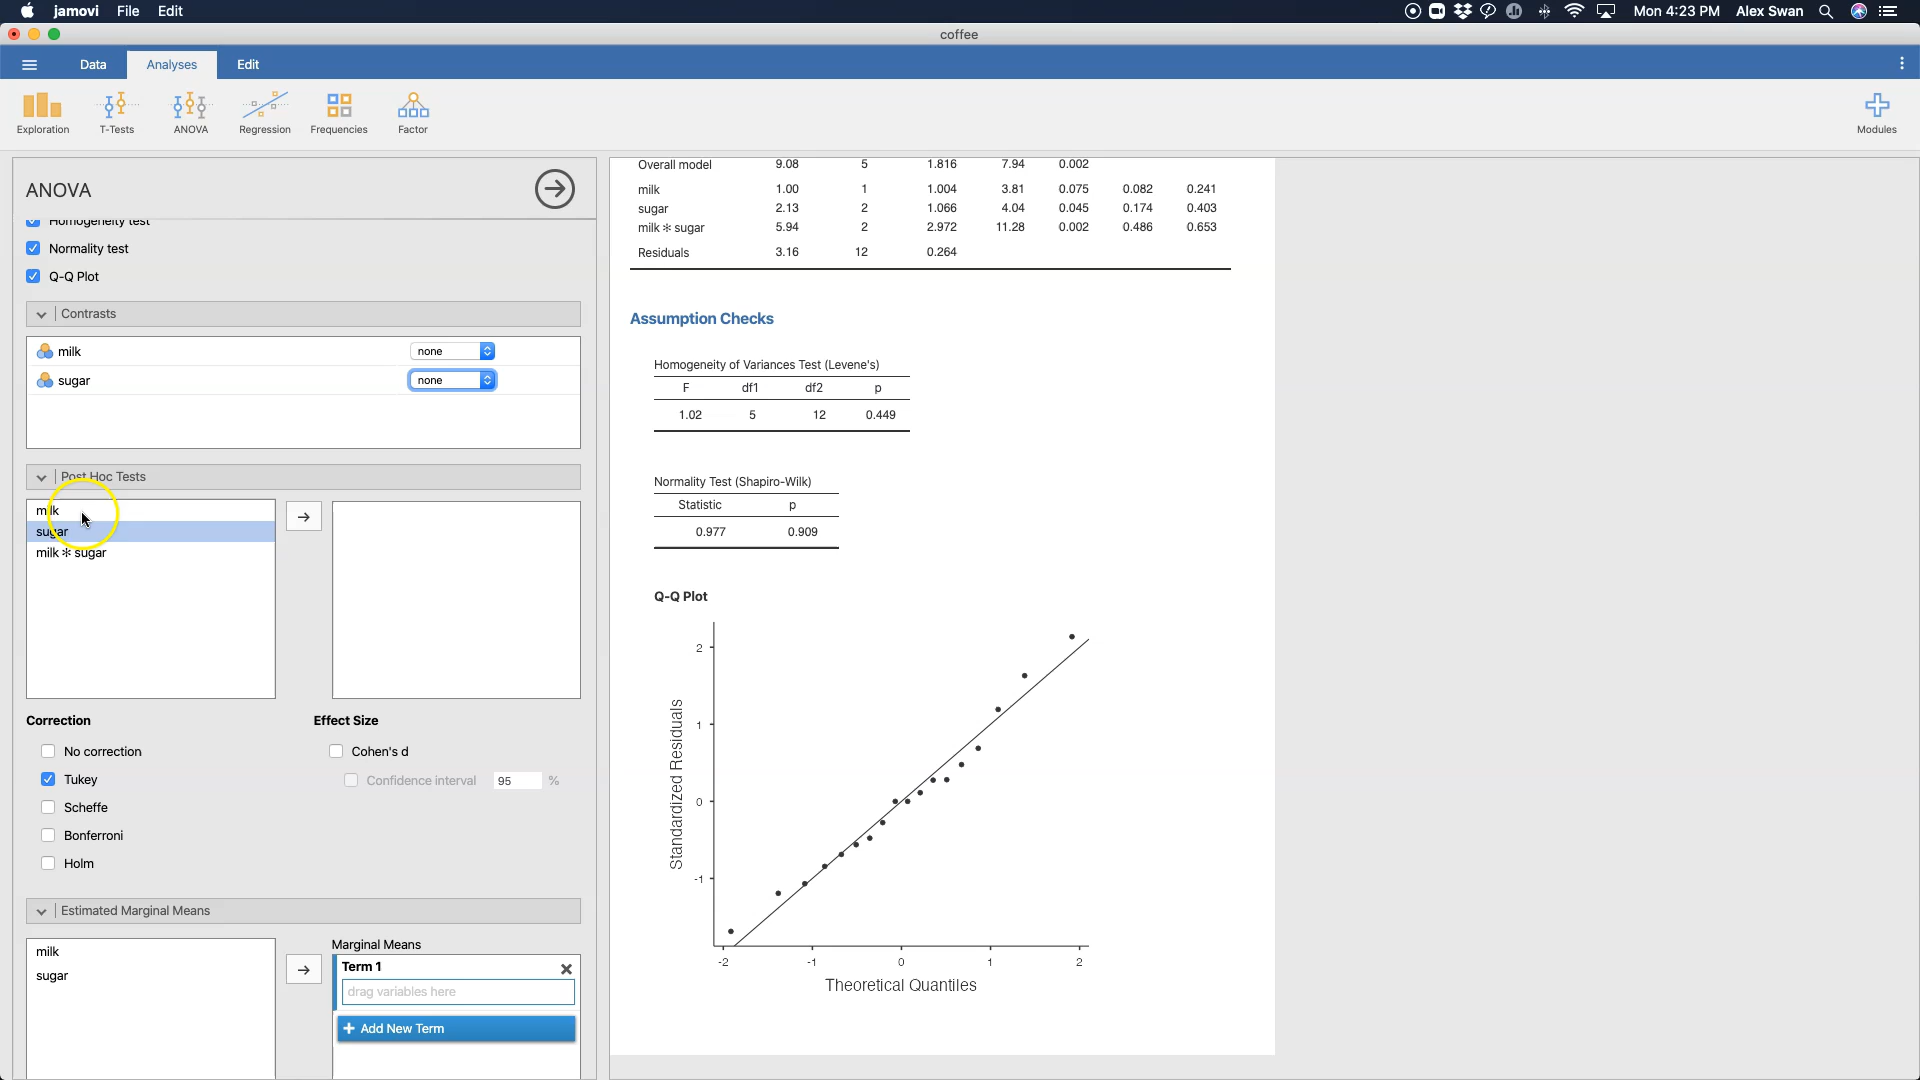 jamovi File Edit Mon 4:23 PM Alex Swan
coffee
Data Analyses Edit
Exploration T-Tests ANOVA Regression Frequencies Factor Modules
ANOVA
Homogeneity test
Normality test
Q-Q Plot
Contrasts
milk none
sugar none
Post Hoc Tests
milk
sugar
milk ✻ sugar
Correction Effect Size
No correction Cohen's d
Tukey Confidence interval 95 %
Scheffe
Bonferroni
Holm
Estimated Marginal Means
milk
sugar
Marginal Means
Term 1
drag variables here
Add New Term
Overall model 9.08 5 1.816 7.94 0.002
milk 1.00 1 1.004 3.81 0.075 0.082 0.241
sugar 2.13 2 1.066 4.04 0.045 0.174 0.403
milk ✻ sugar 5.94 2 2.972 11.28 0.002 0.486 0.653
Residuals 3.16 12 0.264
Assumption Checks
Homogeneity of Variances Test (Levene's)
F df1 df2 p
1.02 5 12 0.449
Normality Test (Shapiro-Wilk)
Statistic p
0.977 0.909
Q-Q Plot
2
1
0
-1
Standardized Residuals
-2 -1 0 1 2
Theoretical Quantiles